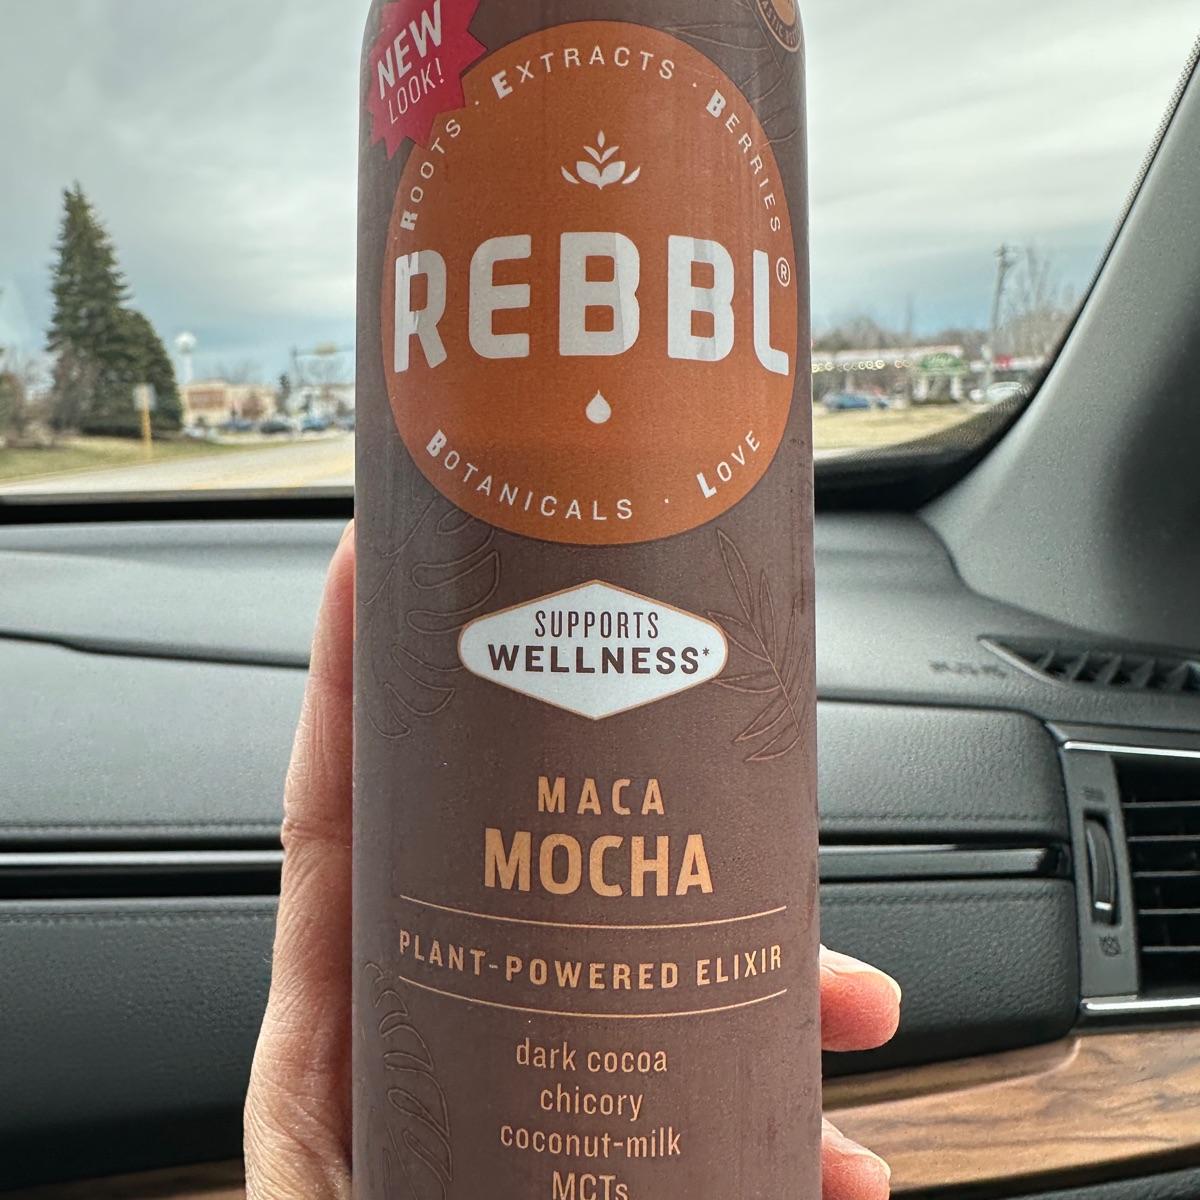 NEW
LOOK!
ROOTS · EXTRACTS · BERRIES
REBBL®
BOTANICALS · LOVE
SUPPORTS
WELLNESS*
MACA
MOCHA
PLANT-POWERED ELIXIR
dark cocoa
chicory
coconut-milk
MCTs